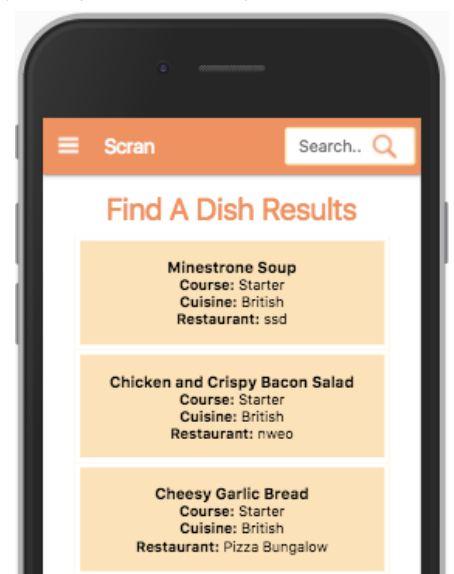 Scran
Search..
Find A Dish Results
Minestrone Soup
Course: Starter
Cuisine: British
Restaurant: ssd
Chicken and Crispy Bacon Salad
Course: Starter
Cuisine: British
Restaurant: nweo
Cheesy Garlic Bread
Course: Starter
Cuisine: British
Restaurant: Pizza Bungalow